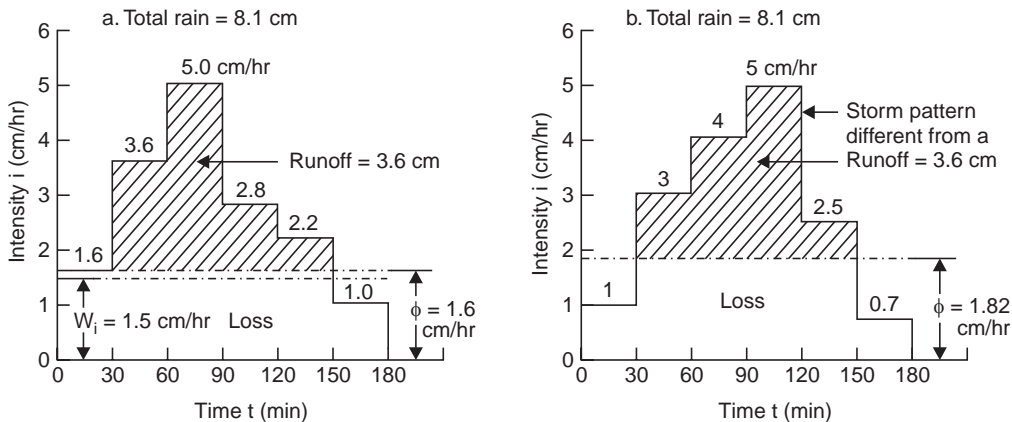 a. Total rain = 8.1 cm
Intensity i (cm/hr)
6
5
4
3
2
1
0
1.6
3.6
5.0 cm/hr
2.8
2.2
1.0
Runoff = 3.6 cm
Wi = 1.5 cm/hr
Loss
ϕ = 1.6
cm/hr
0 30 60 90 120 150 180
Time t (min)
b. Total rain = 8.1 cm
Intensity i (cm/hr)
6
5
4
3
2
1
0
1
3
4
5 cm/hr
2.5
0.7
Storm pattern
different from a
Runoff = 3.6 cm
Loss
ϕ = 1.82
cm/hr
0 30 60 90 120 150 180
Time t (min)